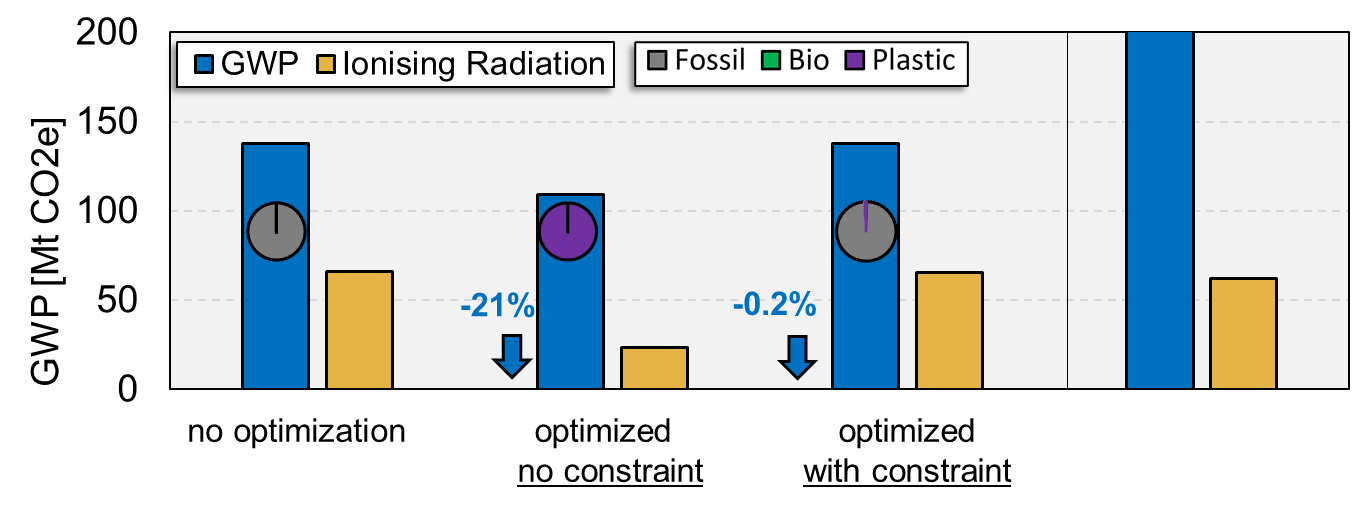 200
GWP Ionising Radiation Fossil Bio Plastic
150
100
50
0
GWP [Mt CO2e]
-21%
-0.2%
no optimization
optimized
no constraint
optimized
with constraint